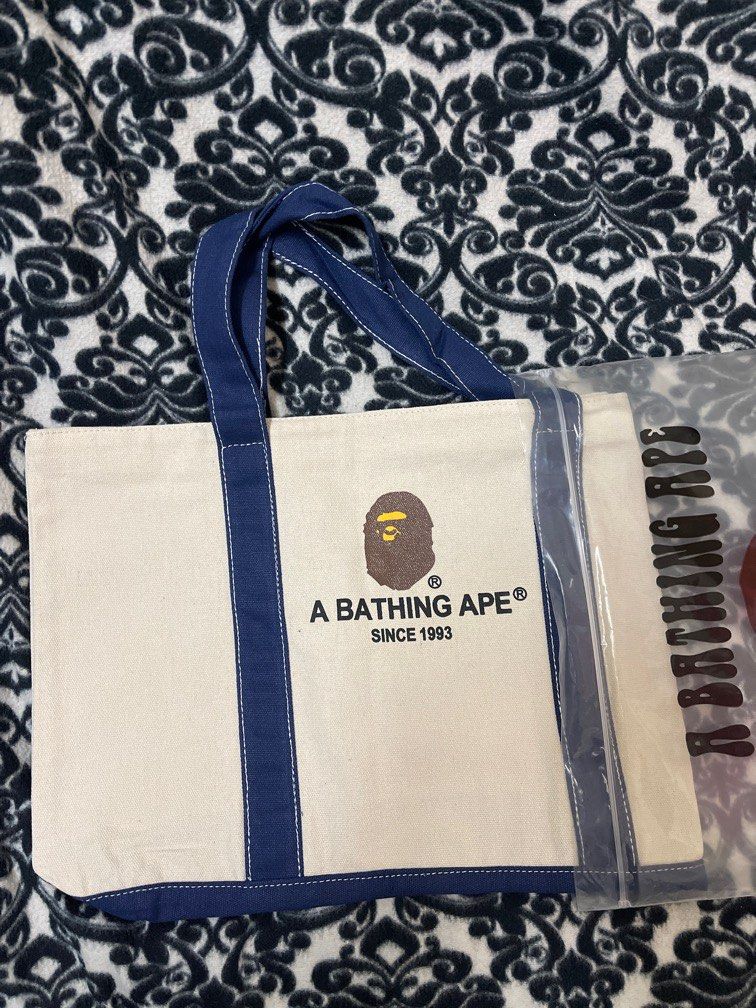 ®
A BATHING APE®
SINCE 1993
A BATHING APE